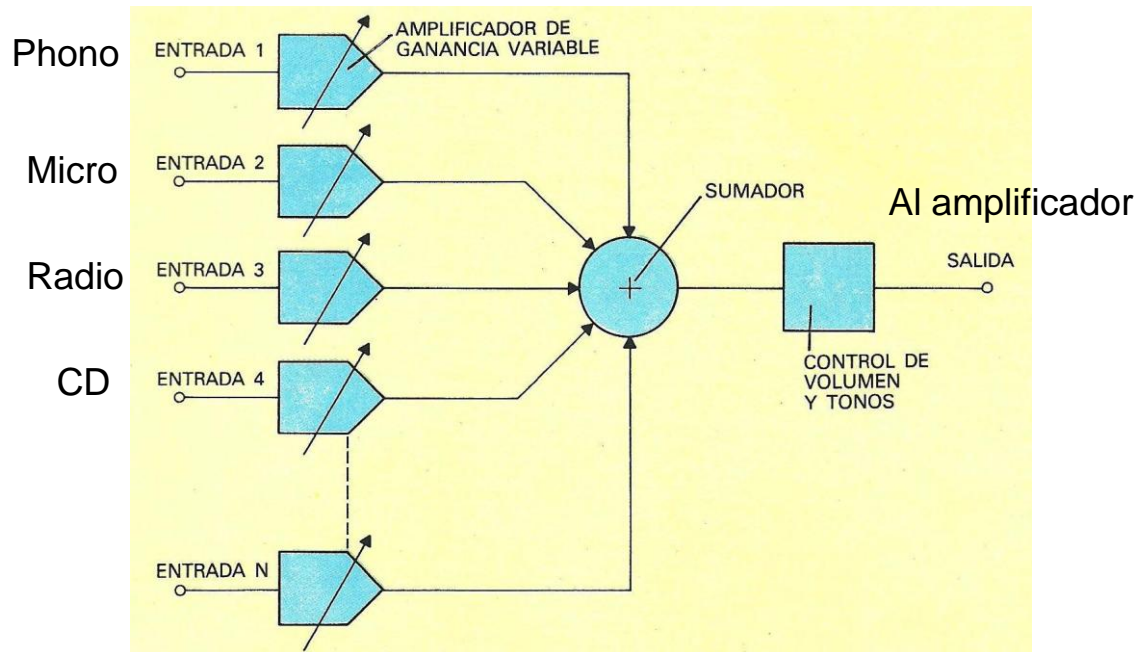 Phono
ENTRADA 1
AMPLIFICADOR DE
GANANCIA VARIABLE
Micro
ENTRADA 2
SUMADOR
Al amplificador
Radio
ENTRADA 3
+
SALIDA
CD
ENTRADA 4
CONTROL DE
VOLUMEN
Y TONOS
ENTRADA N